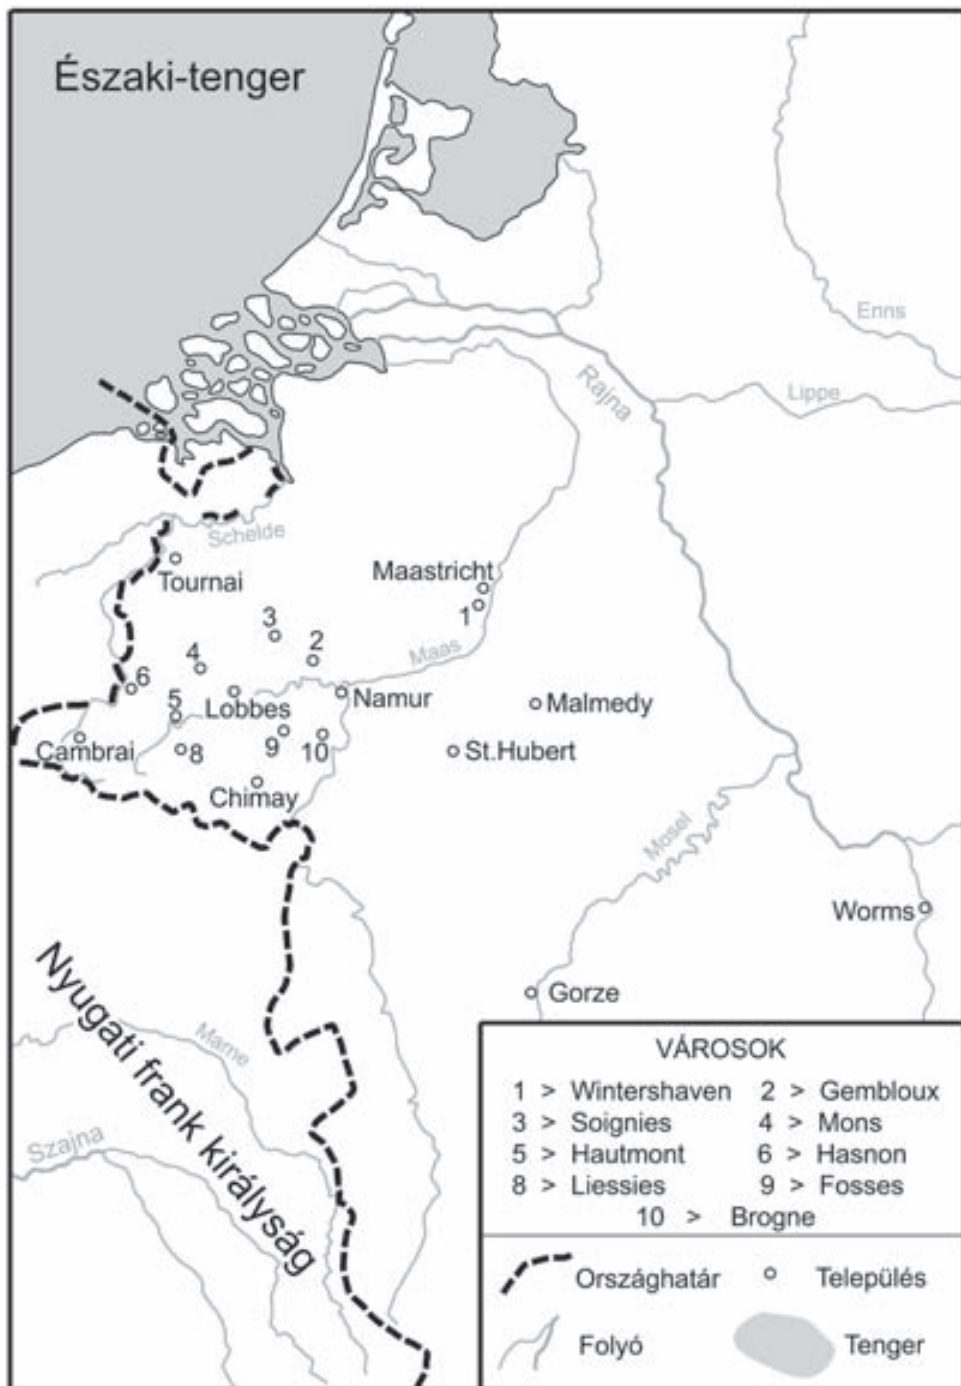 Északi-tenger
Enns
Rajna
Lippe
Schelde
Tournai
Maastricht
1
3
2
Maas
4
6
5
Lobbes
Namur
Malmedy
Cambrai
8
9
10
St.Hubert
Chimay
Mosel
Worms
Gorze
Nyugati frank királyság
Marne
Szajna
VÁROSOK
1 > Wintershaven 2 > Gembloux
3 > Soignies 4 > Mons
5 > Hautmont 6 > Hasnon
8 > Liessies 9 > Fosses
10 > Brogne
Országhatár Település
Folyó Tenger